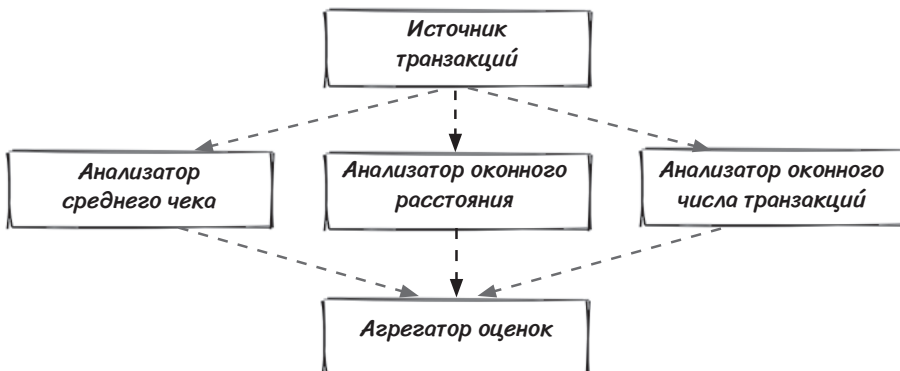 Источник
транзакций
Анализатор
среднего чека
Анализатор оконного
расстояния
Анализатор оконного
числа транзакций
Агрегатор оценок